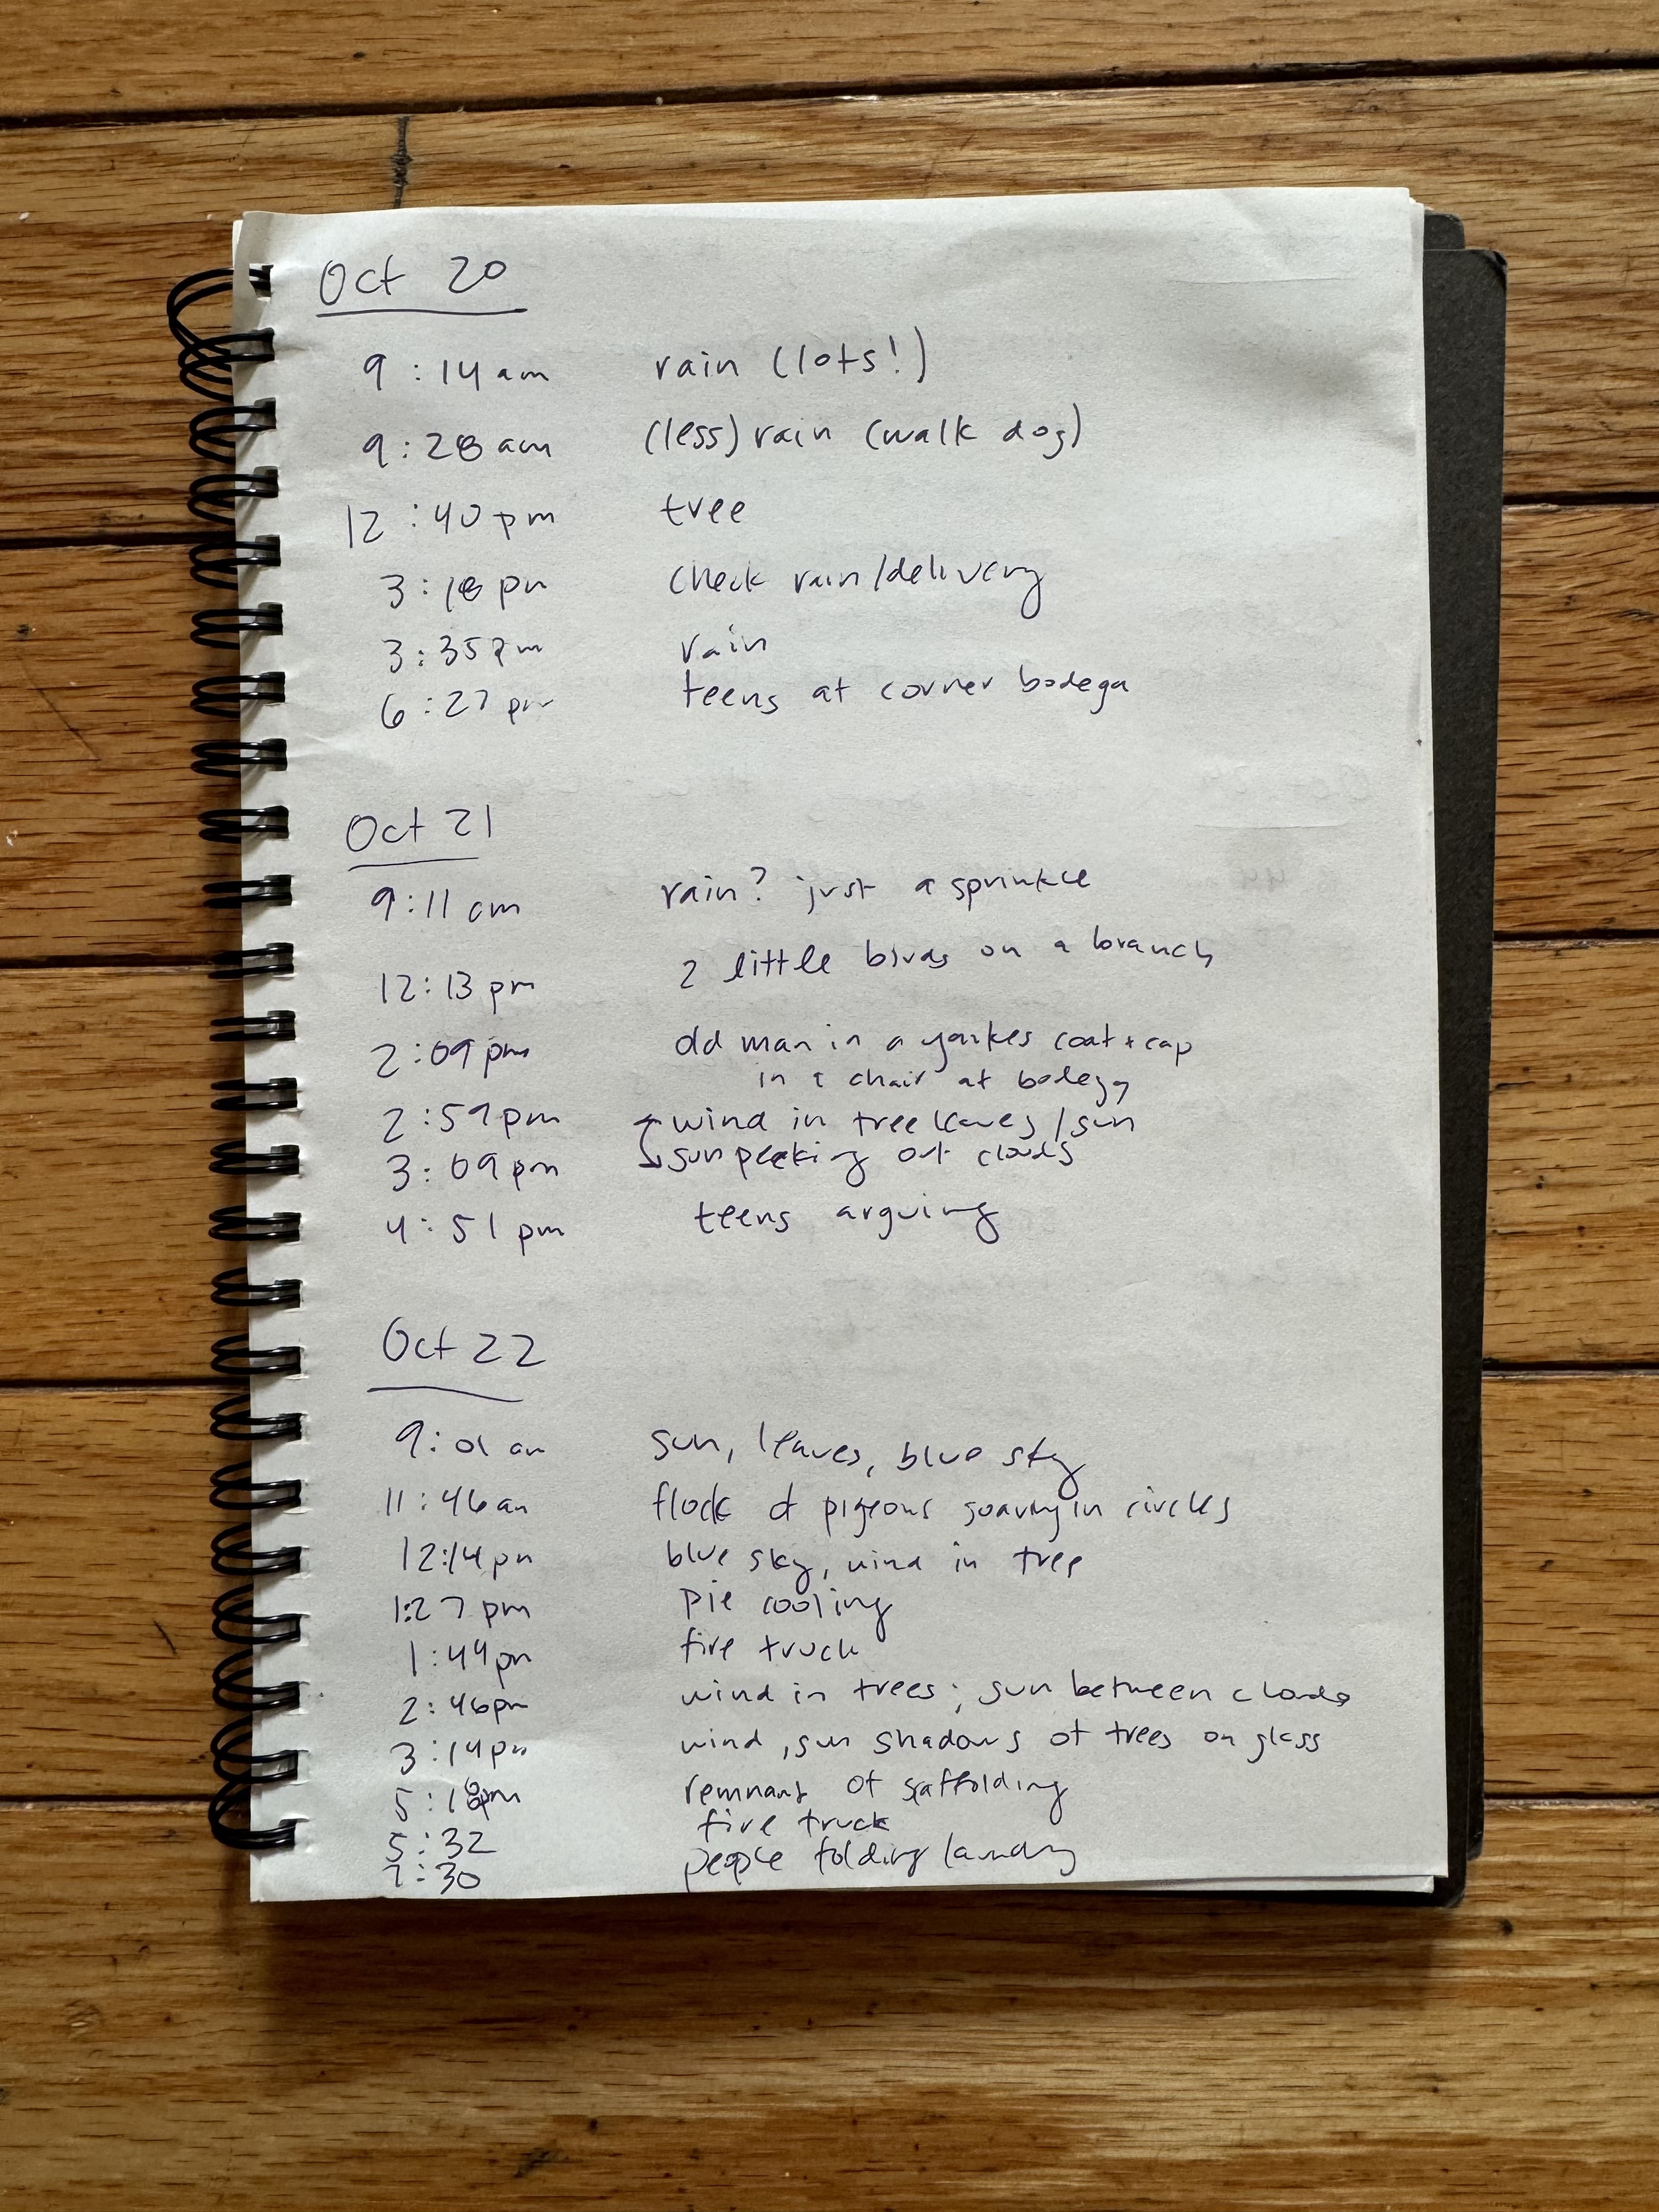 Oct 20
9:14 am rain (lots!)
9:28 am (less) rain (walk dog)
12:40 pm tree
3:18 pm check rain/delivery
3:35 pm rain
6:27 pm teens at corner bodega
Oct 21
9:11 am rain? just a sprinkle
12:13 pm 2 little birds on a branch
2:09 pm old man in a yankees coat + cap
in a chair at bodega
2:59 pm wind in tree leaves / sun
3:09 pm sun peeking out clouds
4:51 pm teens arguing
Oct 22
9:01 am sun, leaves, blue sky
11:46 am flock of pigeons soaring in circles
12:14 pm blue sky, wind in tree
1:27 pm pie cooling
1:49 pm fire truck
2:46 pm wind in trees; sun between clouds
3:14 pm wind, sun shadows of trees on glass
5:18 pm remnant of scaffolding
5:32 fire truck
7:30 people folding laundry